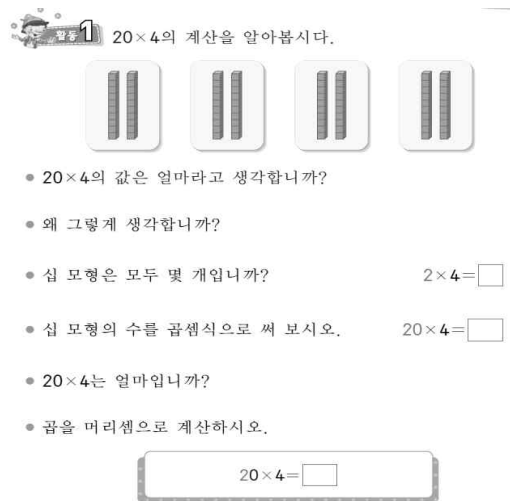 활동 1 20×4의 계산을 알아봅시다.
● 20×4의 값은 얼마라고 생각합니까?
● 왜 그렇게 생각합니까?
● 십 모형은 모두 몇 개입니까? 2×4=□
● 십 모형의 수를 곱셈식으로 써 보시오. 20×4=□
● 20×4는 얼마입니까?
● 곱을 머리셈으로 계산하시오.
20×4=□